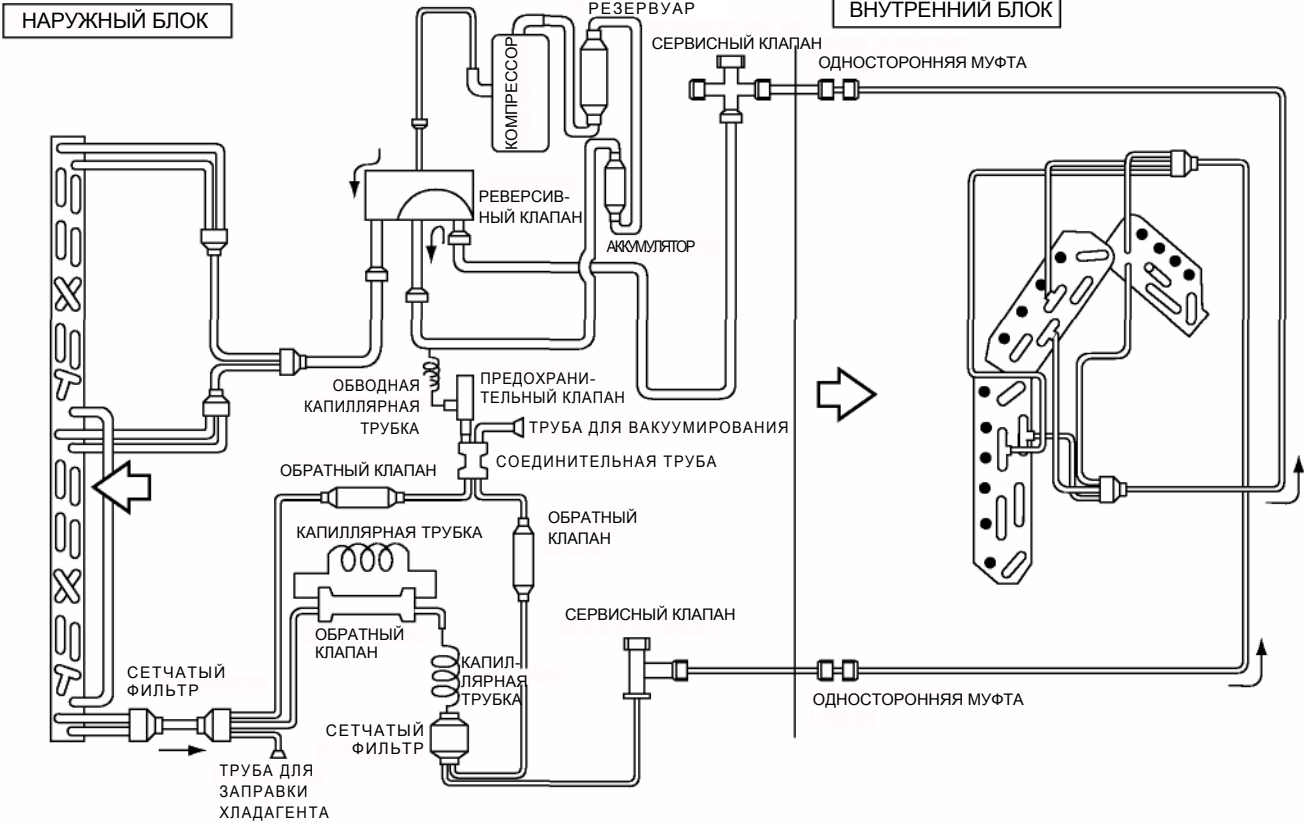 НАРУЖНЫЙ БЛОК
РЕЗЕРВУАР
ВНУТРЕННИЙ БЛОК
КОМПРЕССОР
СЕРВИСНЫЙ КЛАПАН
ОДНОСТОРОННЯЯ МУФТА
РЕВЕРСИВ-
НЫЙ КЛАПАН
АККУМУЛЯТОР
ОБВОДНАЯ
КАПИЛЛЯРНАЯ
ТРУБКА
ПРЕДОХРАНИ-
ТЕЛЬНЫЙ КЛАПАН
ТРУБА ДЛЯ ВАКУУМИРОВАНИЯ
СОЕДИНИТЕЛЬНАЯ ТРУБА
ОБРАТНЫЙ КЛАПАН
ОБРАТНЫЙ
КЛАПАН
КАПИЛЛЯРНАЯ ТРУБКА
ОБРАТНЫЙ
КЛАПАН
СЕРВИСНЫЙ КЛАПАН
КАПИЛ-
ЛЯРНАЯ
ТРУБКА
СЕТЧАТЫЙ
ФИЛЬТР
ОДНОСТОРОННЯЯ МУФТА
СЕТЧАТЫЙ
ФИЛЬТР
ТРУБА ДЛЯ
ЗАПРАВКИ
ХЛАДАГЕНТА